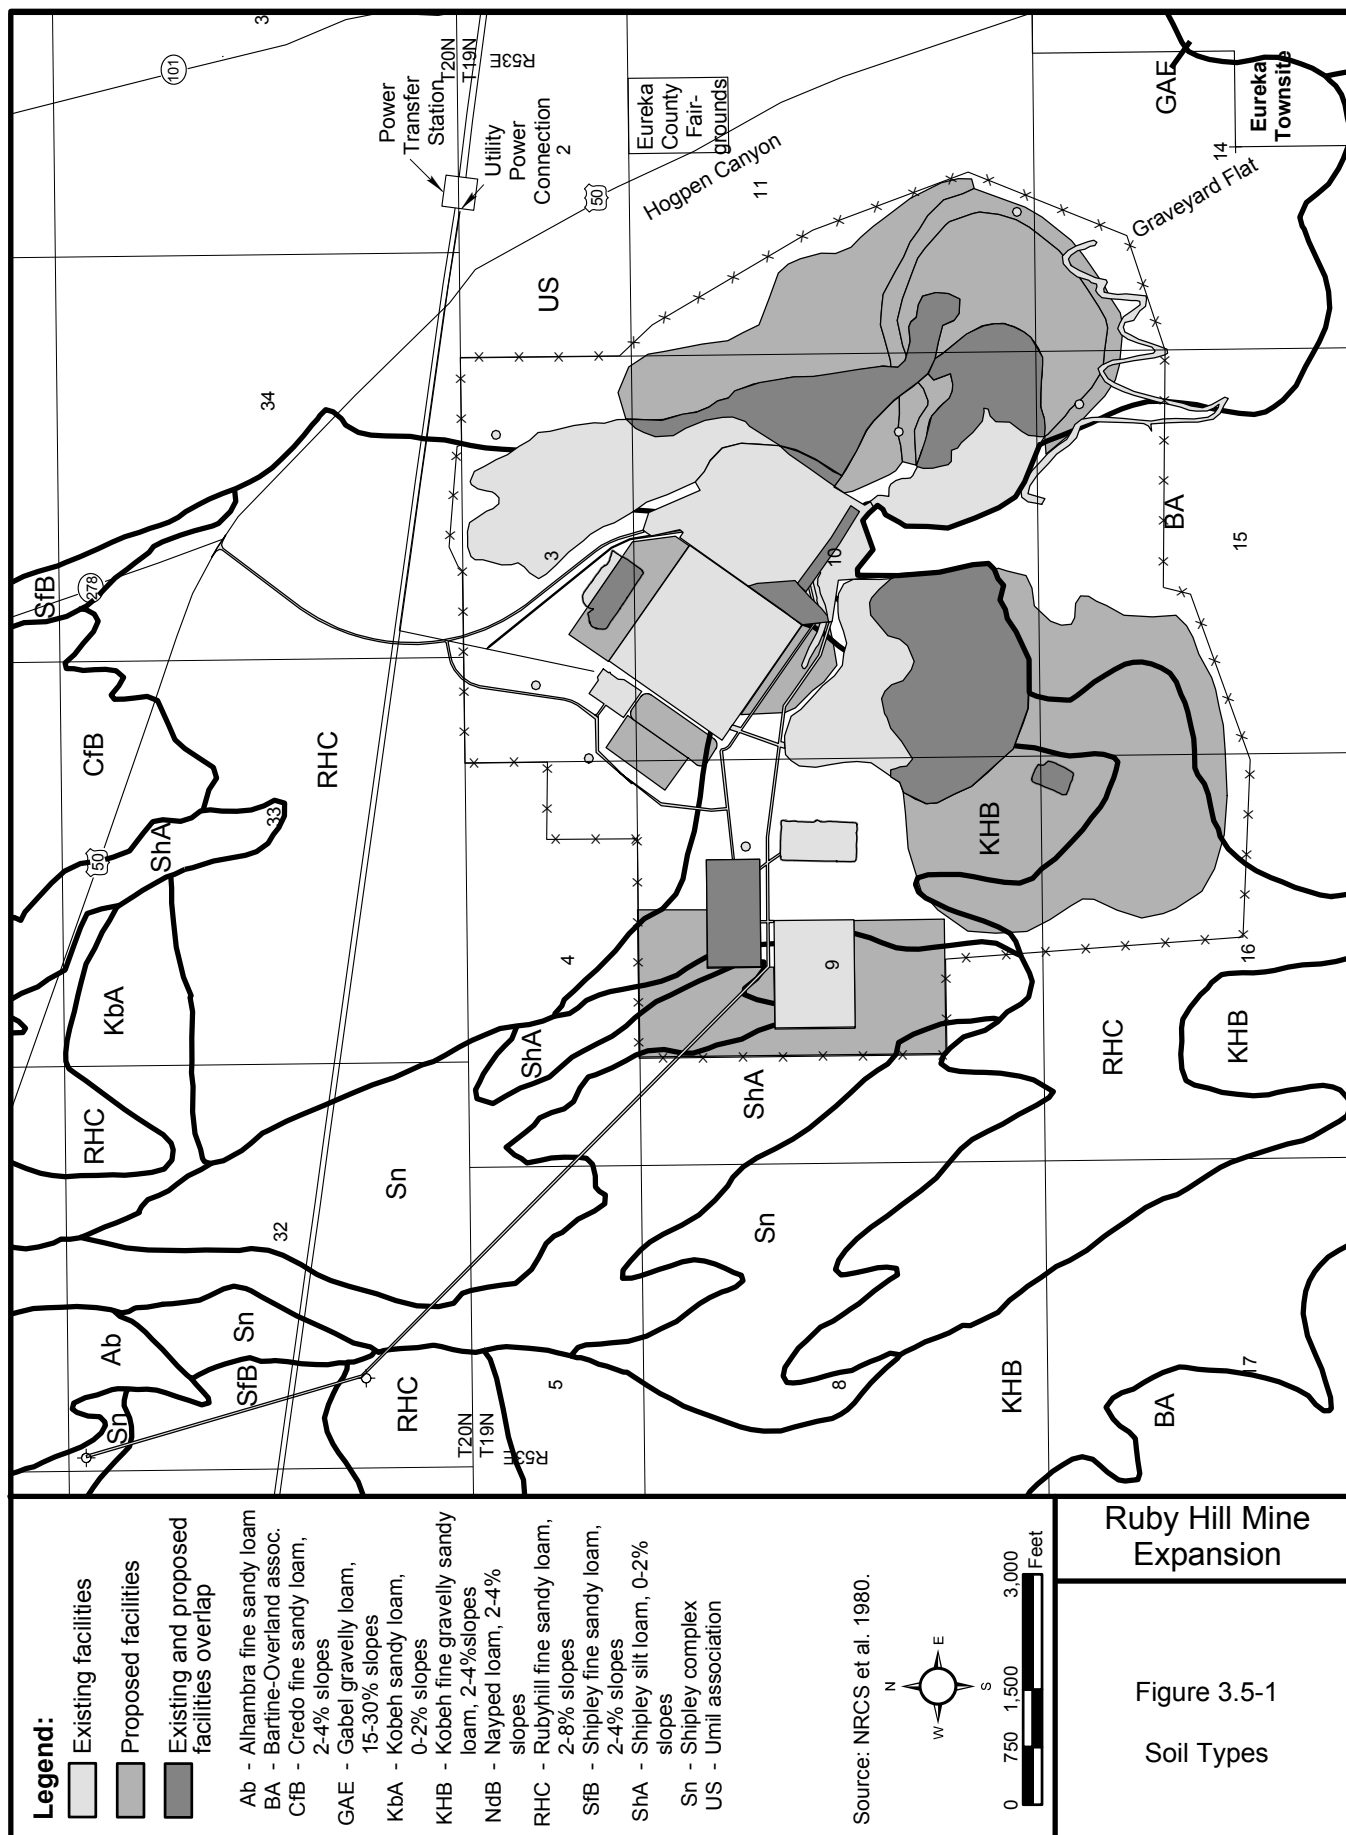 3
101
T20N
T19N
R53E
Power
Transfer
Station
Utility
Power
Connection
2
Eureka
County
Fair-
grounds
50
Hogpen Canyon
11
GAE
Eureka
Townsite
14
Graveyard Flat
US
34
SfB
278
3
10
BA
15
CfB
RHC
ShA
33
50
KHB
KbA
4
9
16
ShA
RHC
KHB
RHC
ShA
Sn
32
Sn
Ab
Sn
SfB
Sn
RHC
T20N
T19N
R53E
5
8
KHB
BA
17
Legend:
Existing facilities
Proposed facilities
Existing and proposed
facilities overlap
Ab - Alhambra fine sandy loam
BA - Bartine-Overland assoc.
CfB - Credo fine sandy loam,
2-4% slopes
GAE - Gabel gravelly loam,
15-30% slopes
KbA - Kobeh sandy loam,
0-2% slopes
KHB - Kobeh fine gravelly sandy
loam, 2-4%slopes
NdB - Nayped loam, 2-4%
slopes
RHC - Rubyhill fine sandy loam,
2-8% slopes
SfB - Shipley fine sandy loam,
2-4% slopes
ShA - Shipley silt loam, 0-2%
slopes
Sn - Shipley complex
US - Umil association
Source: NRCS et al. 1980.
N
W
E
S
0 750 1,500 3,000
Feet
Ruby Hill Mine
Expansion
Figure 3.5-1
Soil Types